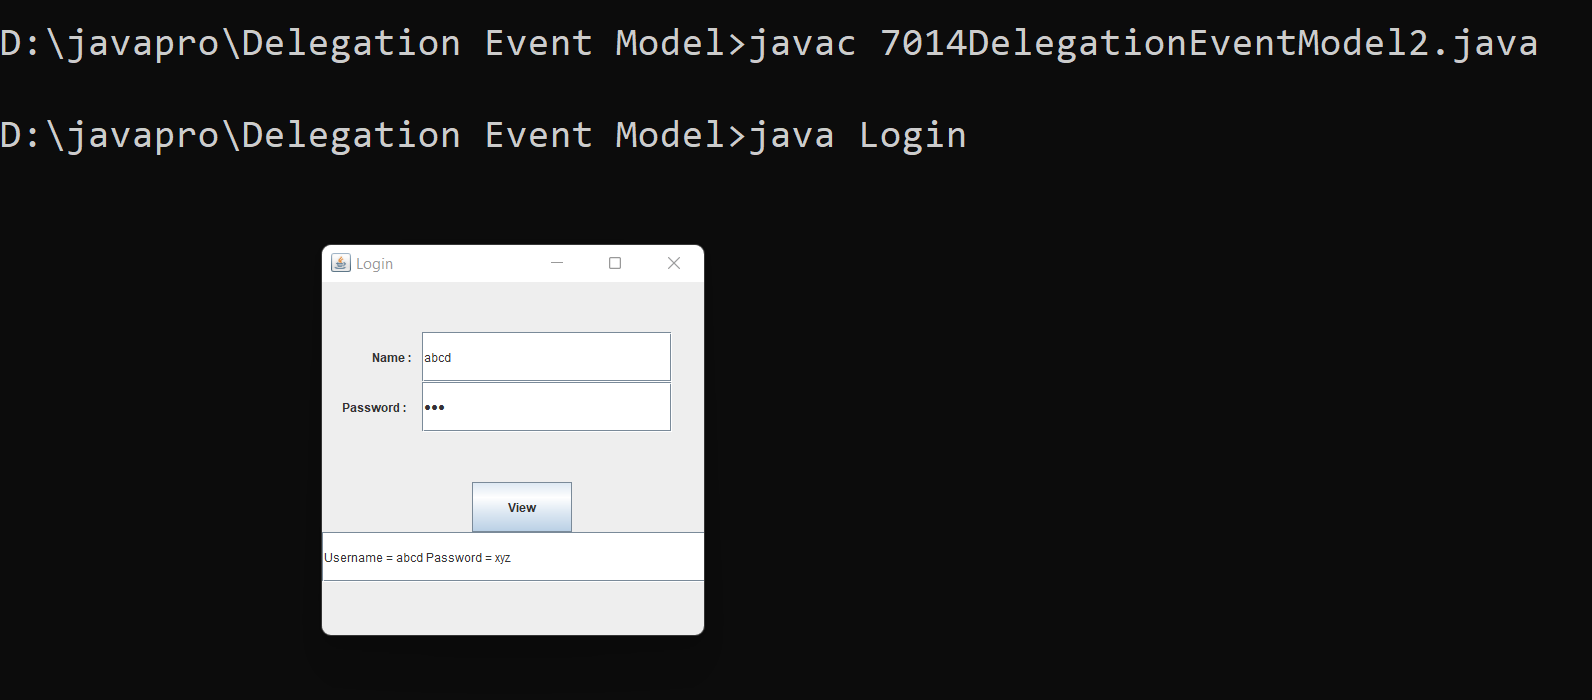 D:\javapro\Delegation Event Model>javac 7014DelegationEventModel2.java
D:\javapro\Delegation Event Model>java Login
Login
Name : abcd
Password : •••
View
Username = abcd Password = xyz